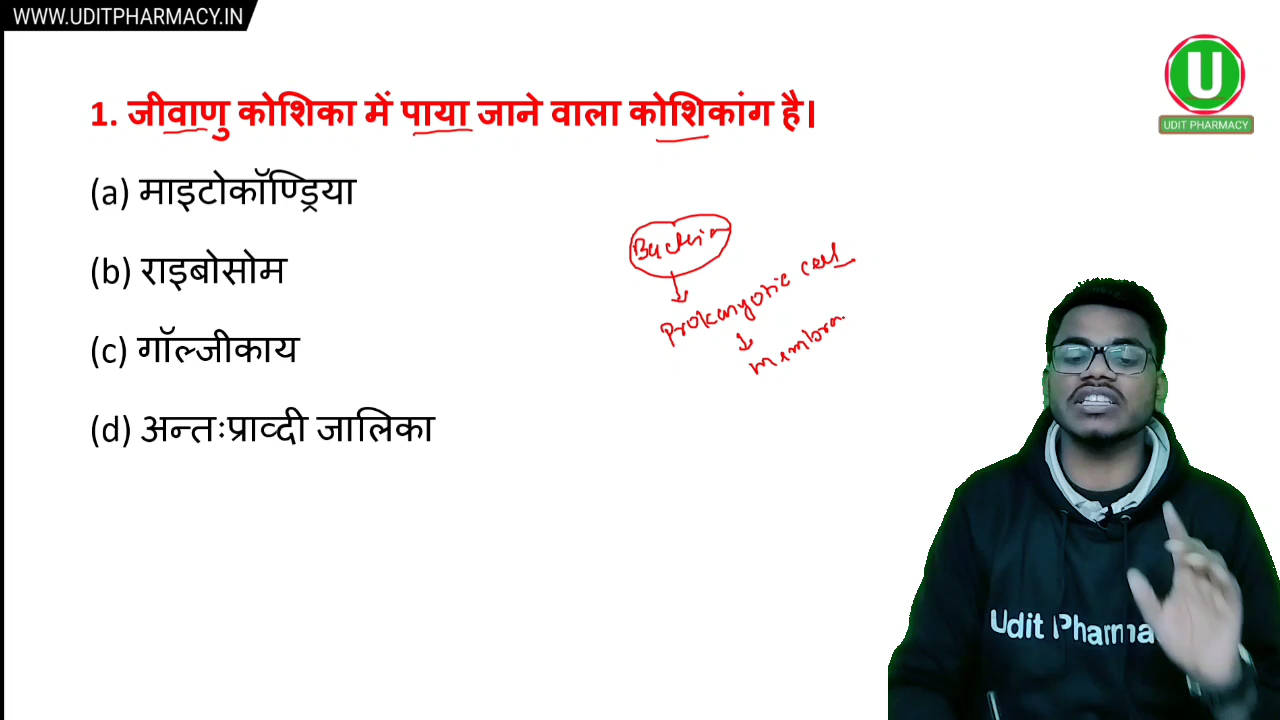 WWW.UDITPHARMACY.IN
U
UDIT PHARMACY
1. जीवाणु कोशिका में पाया जाने वाला कोशिकांग है।
(a) माइटोकॉण्ड्रिया
(b) राइबोसोम
(c) गॉल्जीकाय
(d) अन्तःप्राव्दी जालिका
Prokaryotic cell
Udit Pharma